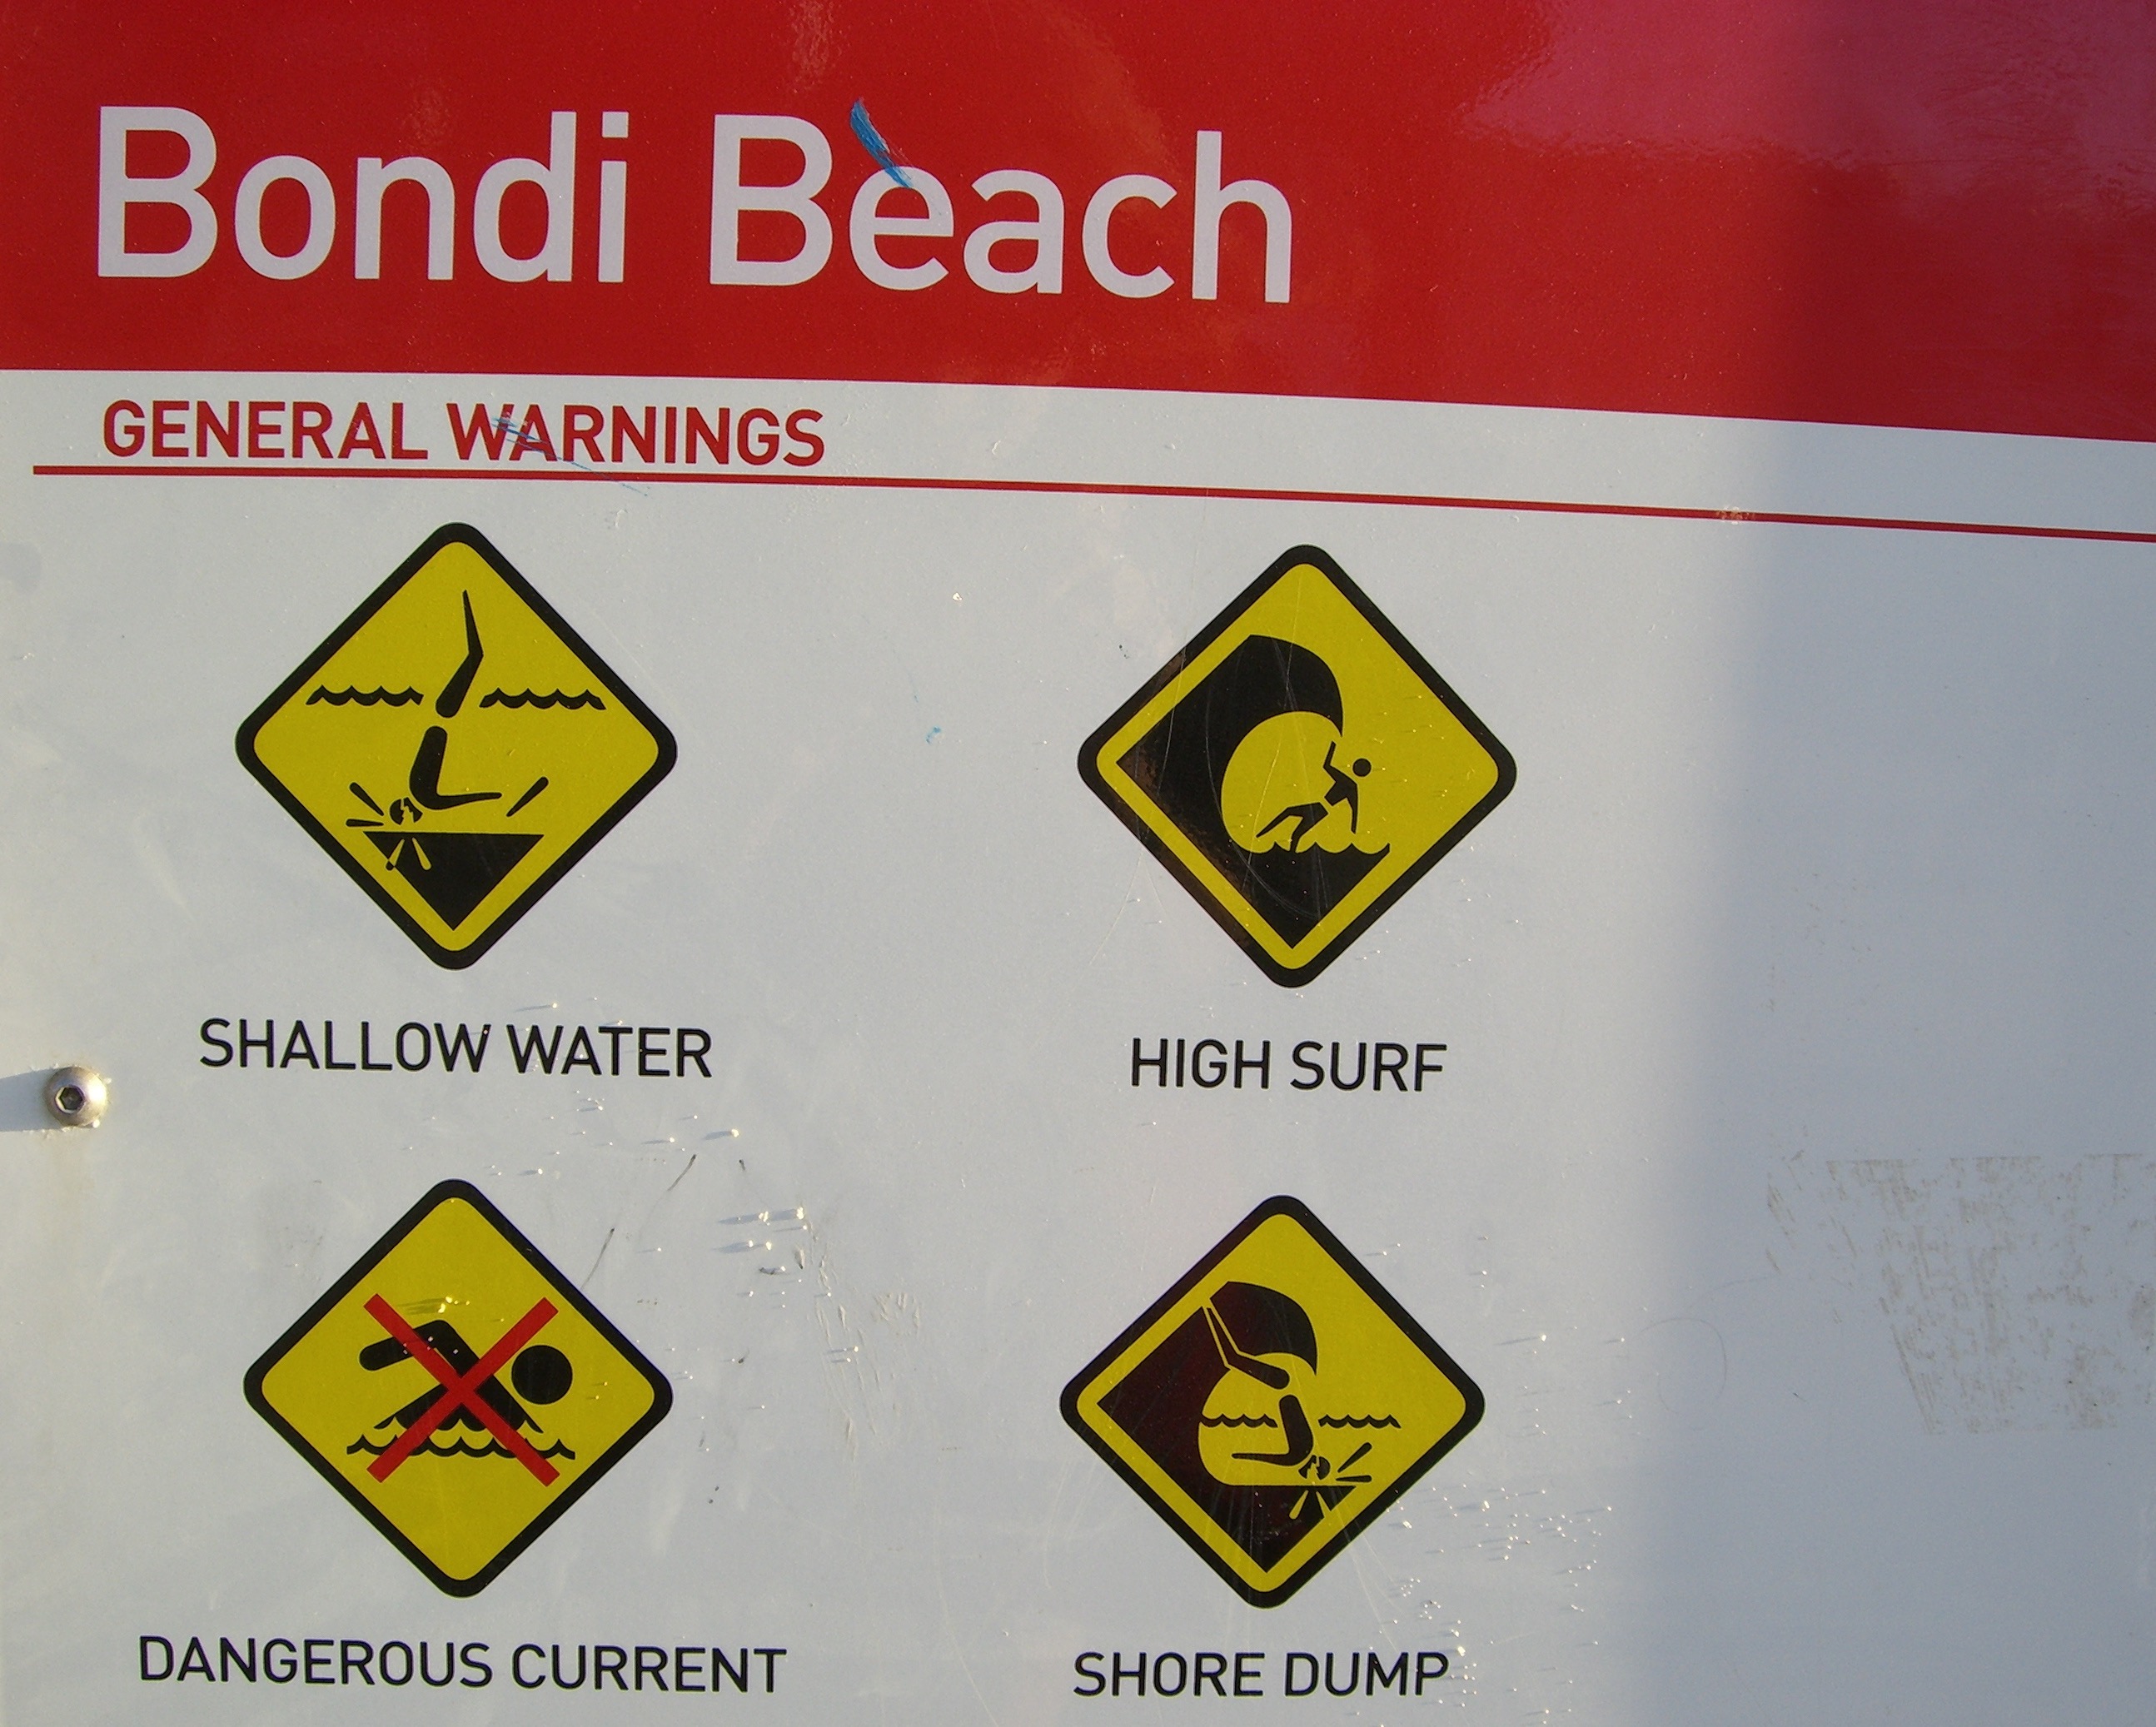 Bondi Beach
GENERAL WARNINGS
SHALLOW WATER
HIGH SURF
DANGEROUS CURRENT
SHORE DUMP